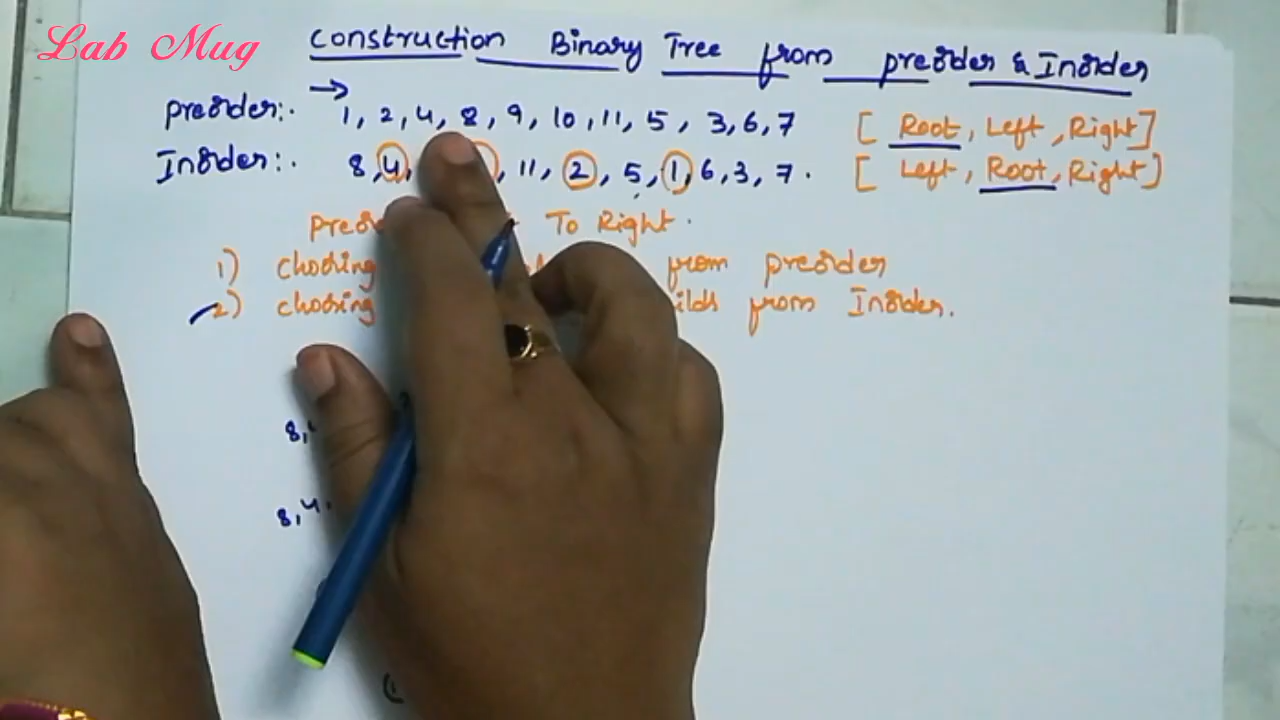 Lab Mug
Construction Binary Tree from preorder & Inorder
preorder:. → 1, 2, 4, 8, 9, 10, 11, 5, 3, 6, 7 [Root, Left, Right]
Inorder:. 8, 4, 11, 2, 5, 1, 6, 3, 7. [Left, Root, Right]
To Right.
1) choosing from preorder
2) choosing from Inorder.
8,
8, 4,